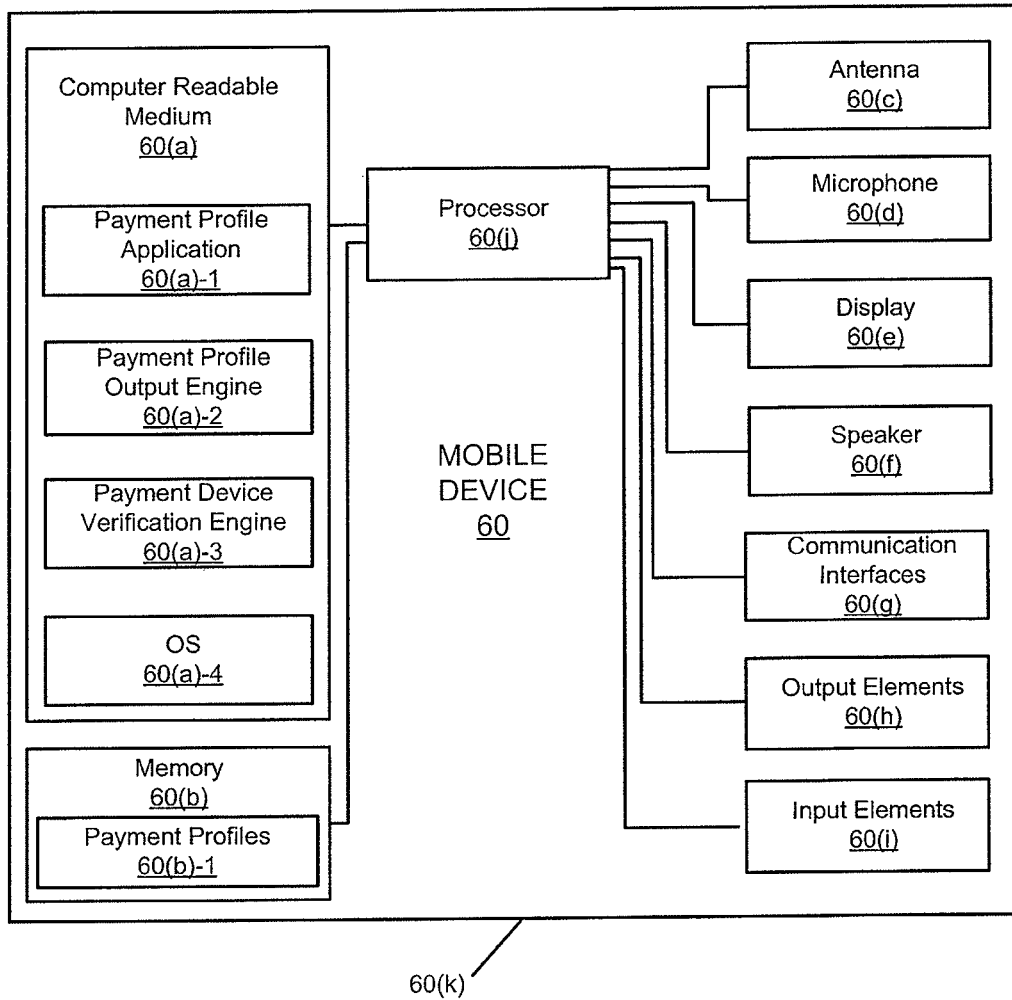 Computer Readable
Medium
60(a)
Payment Profile
Application
60(a)-1
Payment Profile
Output Engine
60(a)-2
Payment Device
Verification Engine
60(a)-3
OS
60(a)-4
Memory
60(b)
Payment Profiles
60(b)-1
Processor
60(j)
MOBILE
DEVICE
60
Antenna
60(c)
Microphone
60(d)
Display
60(e)
Speaker
60(f)
Communication
Interfaces
60(g)
Output Elements
60(h)
Input Elements
60(i)
60(k)